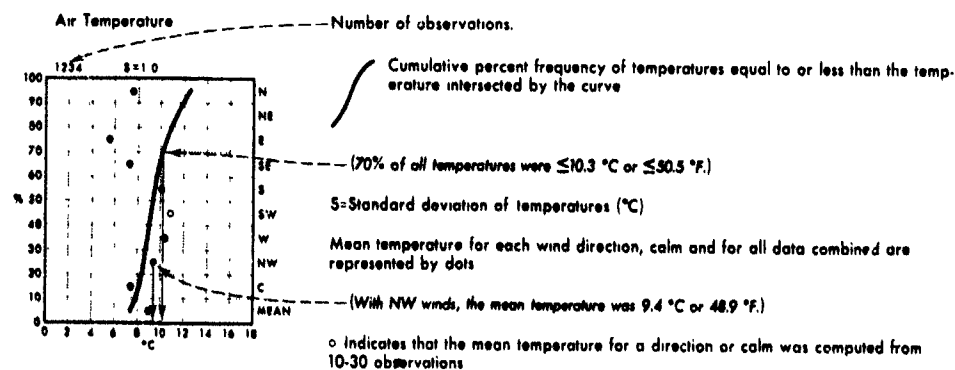 Air Temperature
Number of observations.
1234 S=1 0
Cumulative percent frequency of temperatures equal to or less than the temp-
erature intersected by the curve
100
90
80
70
60
50
40
30
20
10
0
%
N
NE
E
SE
S
SW
W
NW
C
MEAN
0 2 4 6 8 10 12 14 16 18
°C
(70% of all temperatures were ≤10.3 °C or ≤50.5 °F.)
S=Standard deviation of temperatures (°C)
Mean temperature for each wind direction, calm and for all data combined are
represented by dots
(With NW winds, the mean temperature was 9.4 °C or 48.9 °F.)
o Indicates that the mean temperature for a direction or calm was computed from
10-30 observations